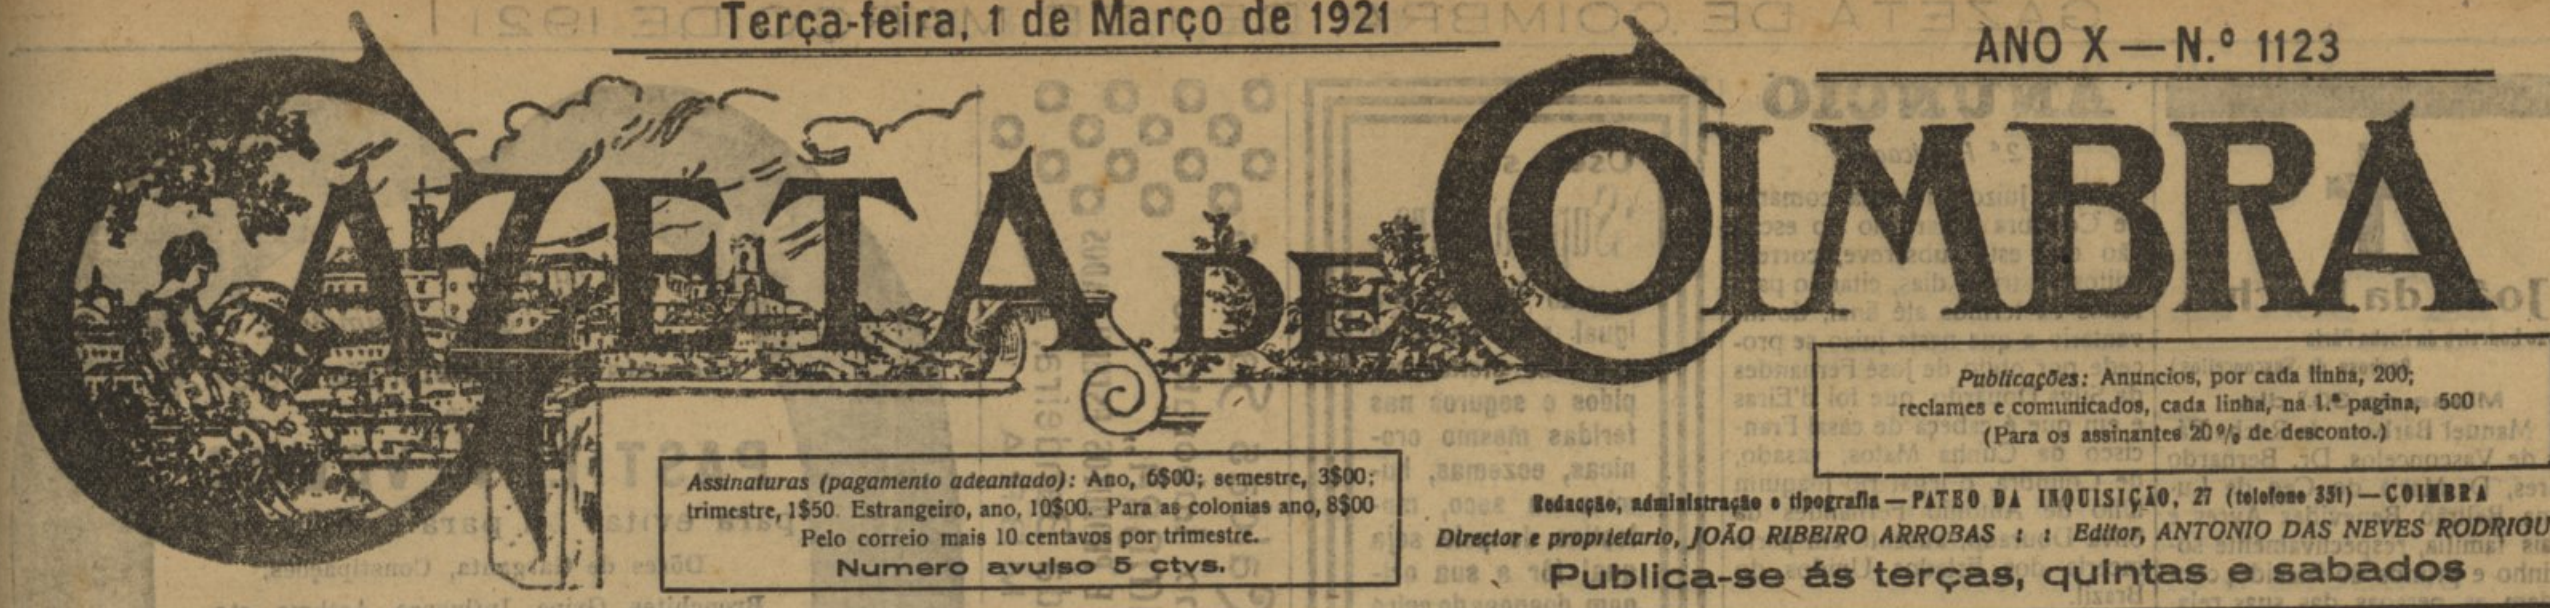 Terça-feira, 1 de Março de 1921
ANO X — N.º 1123
GAZETA DE COIMBRA
Publicações: Anuncios, por cada linha, 200;
reclames e comunicados, cada linha, na 1.ª pagina, 500
(Para os assinantes 20% de desconto.)
Assinaturas (pagamento adeantado): Ano, 6$00; semestre, 3$00;
trimestre, 1$50. Estrangeiro, ano, 10$00. Para as colonias ano, 8$00
Pelo correio mais 10 centavos por trimestre.
Numero avulso 5 ctvs.
Redacção, administração e tipografia — PATEO DA INQUISIÇÃO, 27 (telefone 351) — COIMBRA
Director e proprietario, JOÃO RIBEIRO ARROBAS : : Editor, ANTONIO DAS NEVES RODRIGU
Publica-se ás terças, quintas e sabados